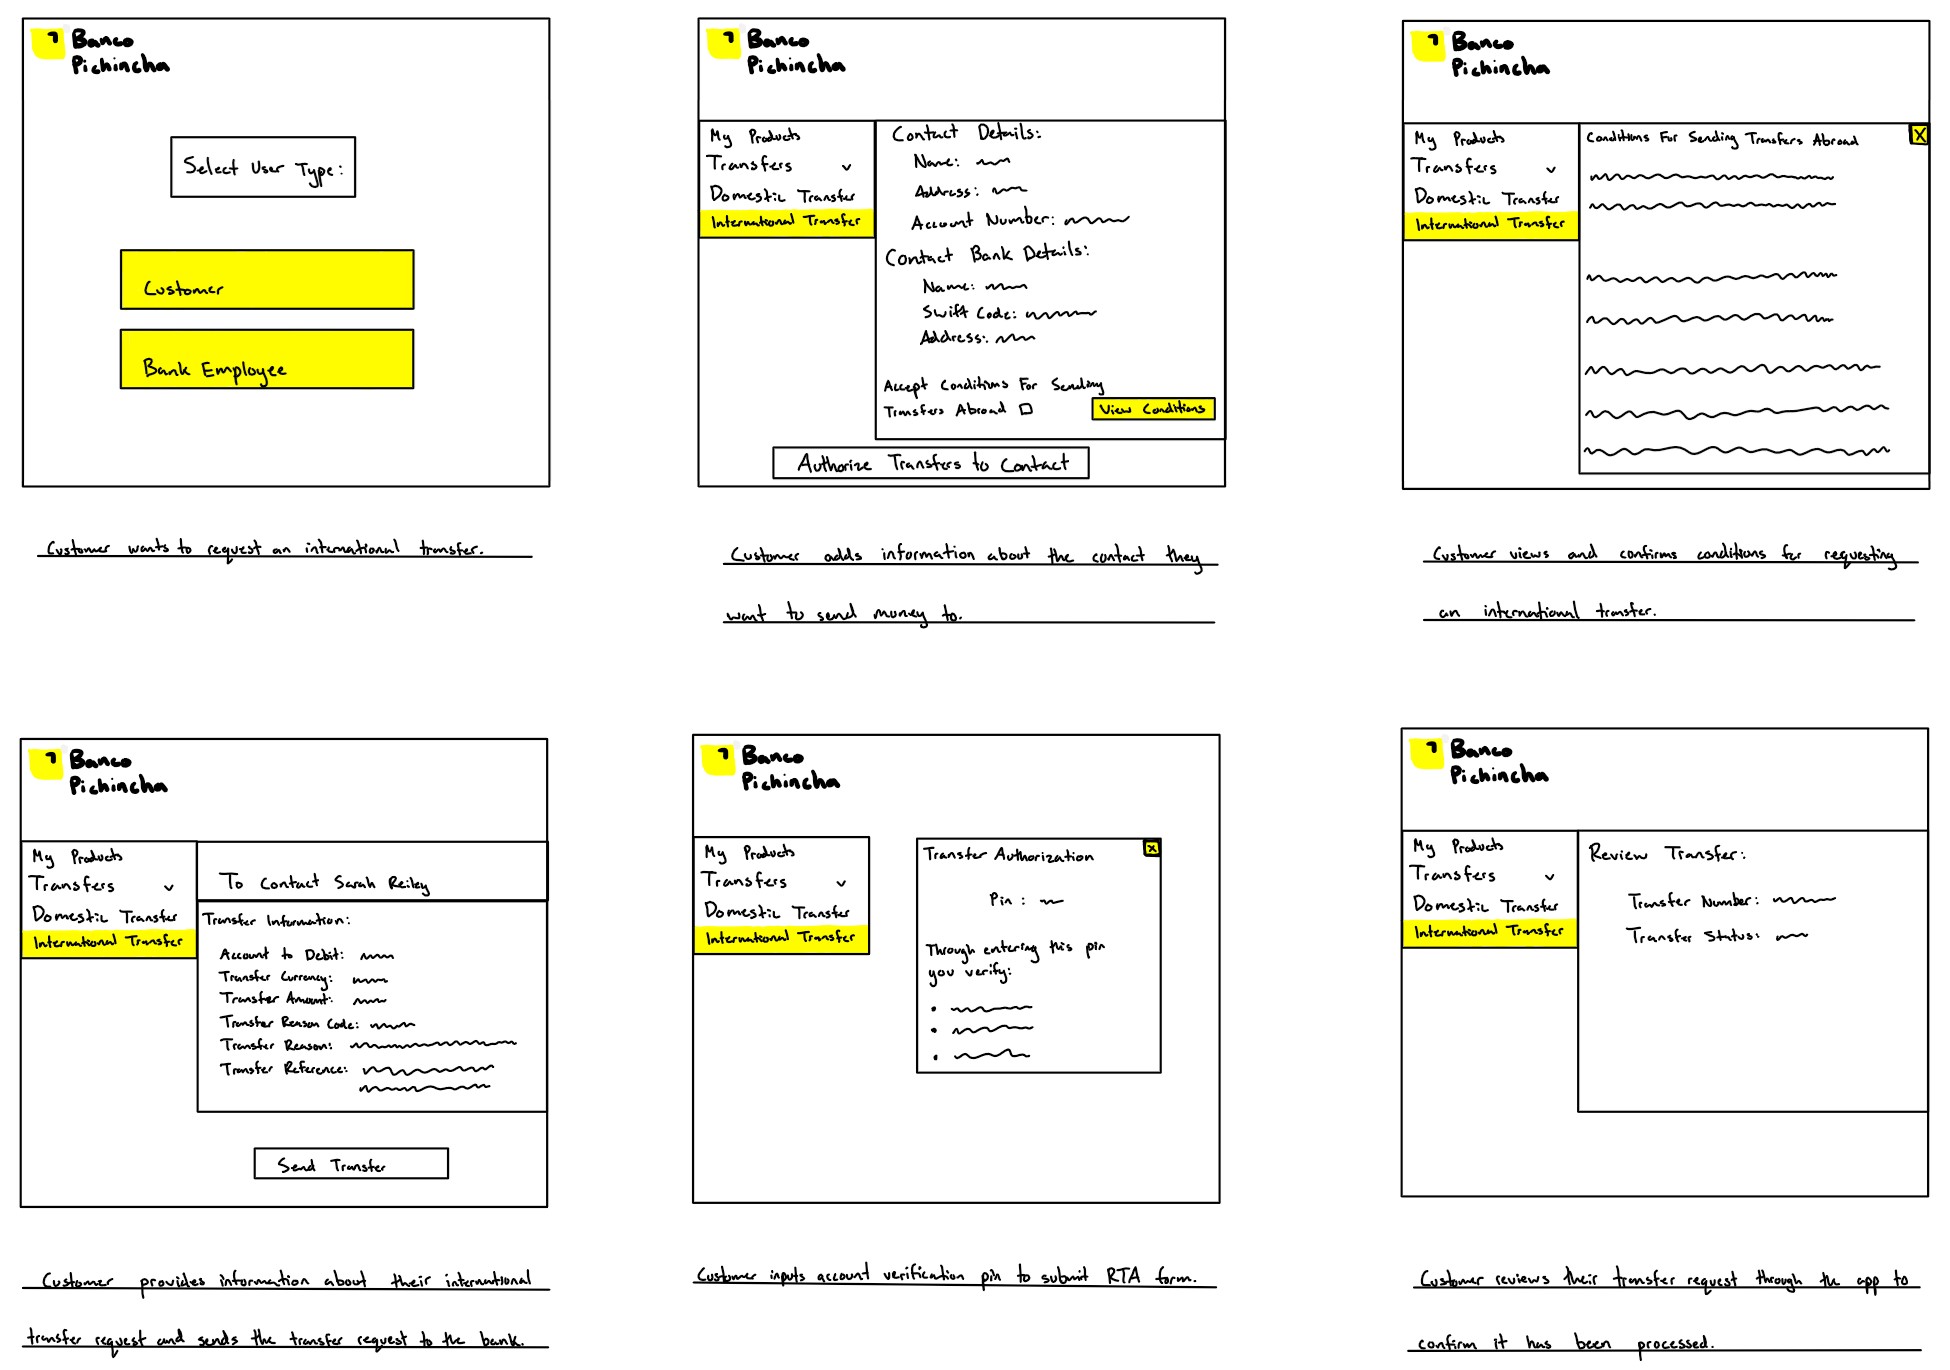 Banco
Pichincha
Select User Type:
Customer
Bank Employee
Customer wants to request an international transfer.
Banco
Pichincha
My Products
Transfers
Domestic Transfer
International Transfer
Contact Details:
Name:
Address:
Account Number:
Contact Bank Details:
Name:
Swift Code:
Address:
Accept Conditions For Sending
Transfers Abroad
View Conditions
Authorize Transfers to Contact
Customer adds information about the contact they
want to send money to.
Banco
Pichincha
My Products
Transfers
Domestic Transfer
International Transfer
Conditions For Sending Transfers Abroad
X
Customer views and confirms conditions for requesting
an international transfer.
Banco
Pichincha
My Products
Transfers
Domestic Transfer
International Transfer
To Contact Sarah Reiley
Transfer Information:
Account to Debit:
Transfer Currency:
Transfer Amount:
Transfer Reason Code:
Transfer Reason:
Transfer Reference:
Send Transfer
Customer provides information about their international
transfer request and sends the transfer request to the bank.
Banco
Pichincha
My Products
Transfers
Domestic Transfer
International Transfer
Transfer Authorization
X
Pin:
Through entering this pin
you verify:
Customer inputs account verification pin to submit RTA form.
Banco
Pichincha
My Products
Transfers
Domestic Transfer
International Transfer
Review Transfer:
Transfer Number:
Transfer Status:
Customer reviews their transfer request through the app to
confirm it has been processed.